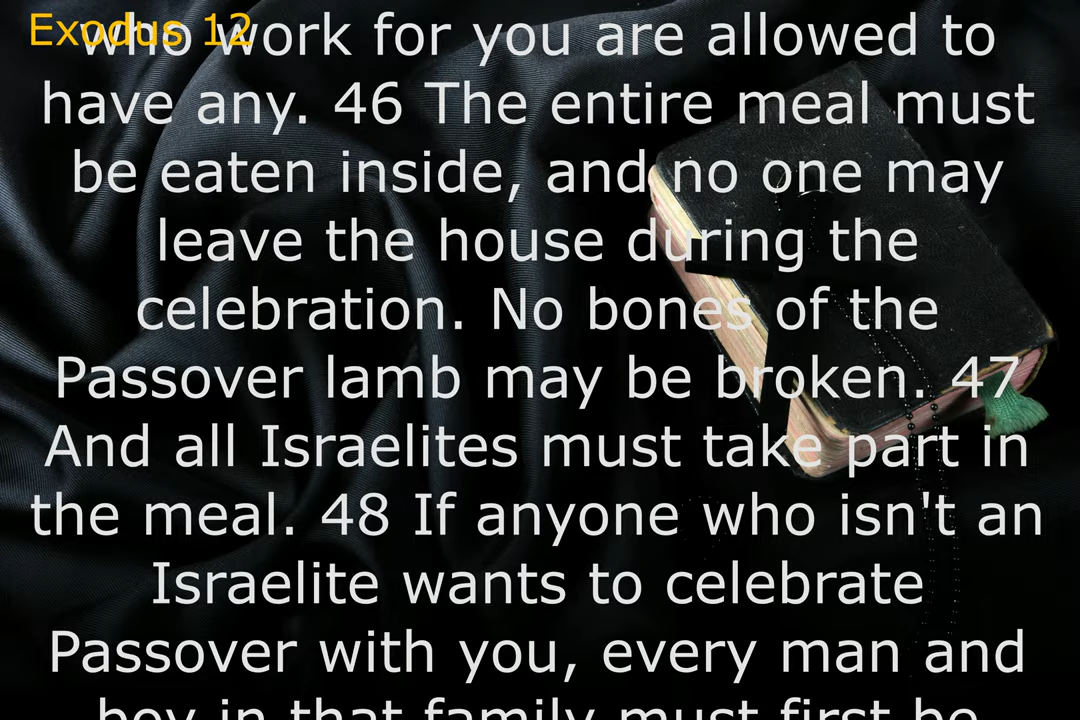 Exodus 12
who work for you are allowed to
have any. 46 The entire meal must
be eaten inside, and no one may
leave the house during the
celebration. No bones of the
Passover lamb may be broken. 47
And all Israelites must take part in
the meal. 48 If anyone who isn't an
Israelite wants to celebrate
Passover with you, every man and
boy in that family must first be